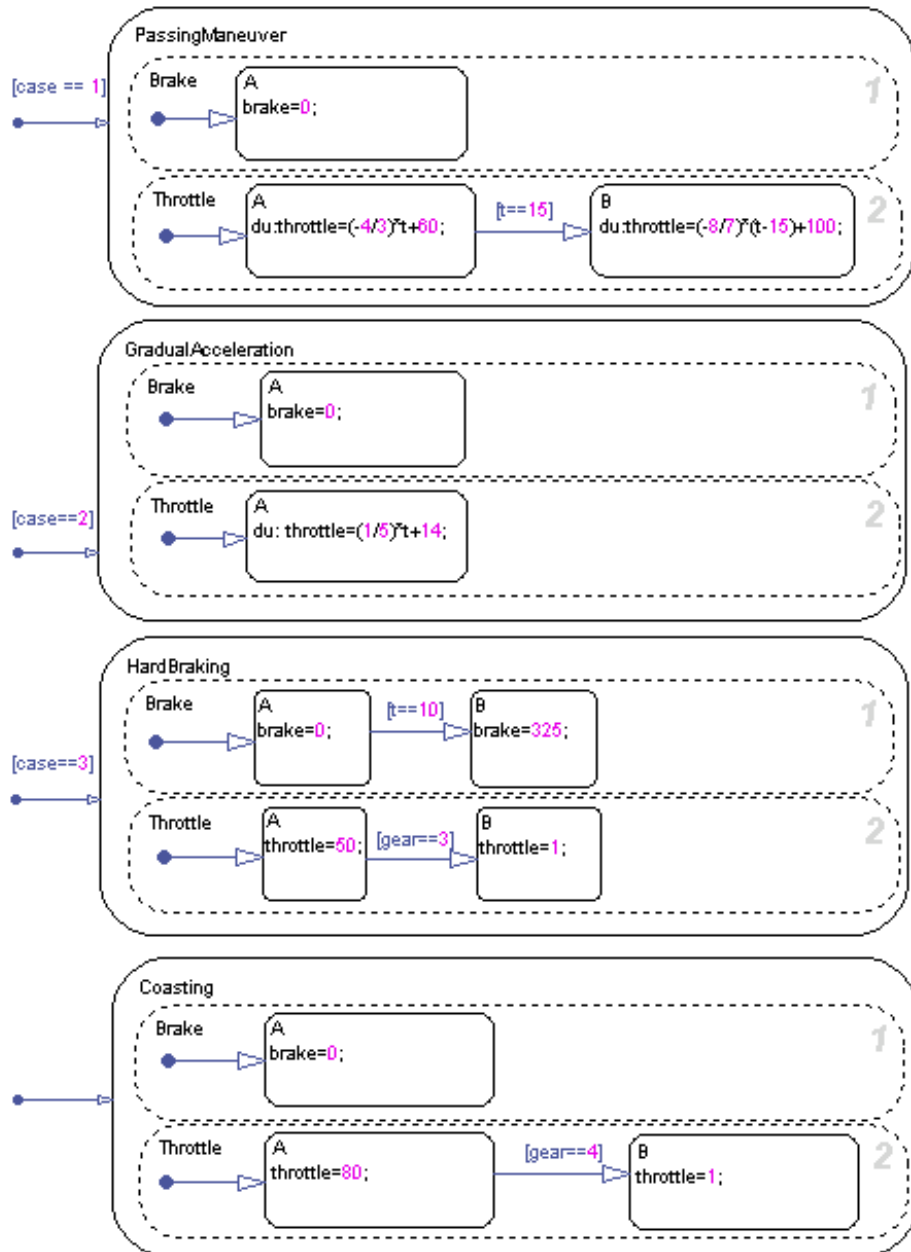 PassingManeuver
[case == 1]
Brake
A
brake=0;
1
Throttle
A
du:throttle=(-4/3)*t+60;
[t==15]
B
du:throttle=(-8/7)*(t-15)+100;
2
GradualAcceleration
[case==2]
Brake
A
brake=0;
1
Throttle
A
du: throttle=(1/5)*t+14;
2
HardBraking
[case==3]
Brake
A
brake=0;
[t==10]
B
brake=325;
1
Throttle
A
throttle=50;
[gear==3]
B
throttle=1;
2
Coasting
Brake
A
brake=0;
1
Throttle
A
throttle=80;
[gear==4]
B
throttle=1;
2